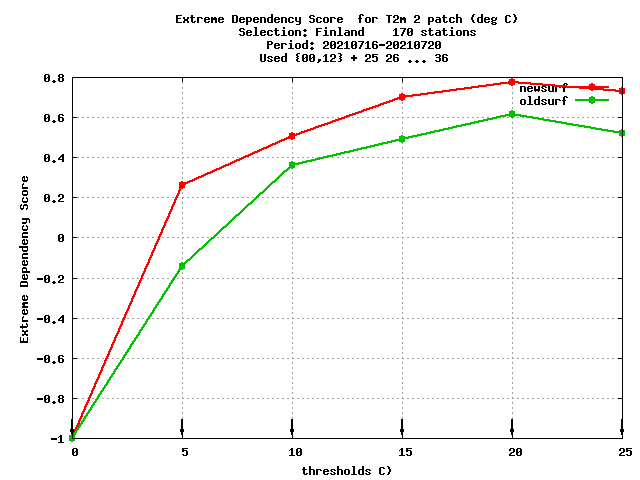 Extreme Dependency Score  for T2m 2 patch (deg C)
Selection: Finland    170 stations
Period: 20210716-20210720
Used {00,12} + 25 26 ... 36
newsurf
oldsurf
Extreme Dependency Score
0.8
0.6
0.4
0.2
0
-0.2
-0.4
-0.6
-0.8
-1
0 5 10 15 20 25
thresholds C)